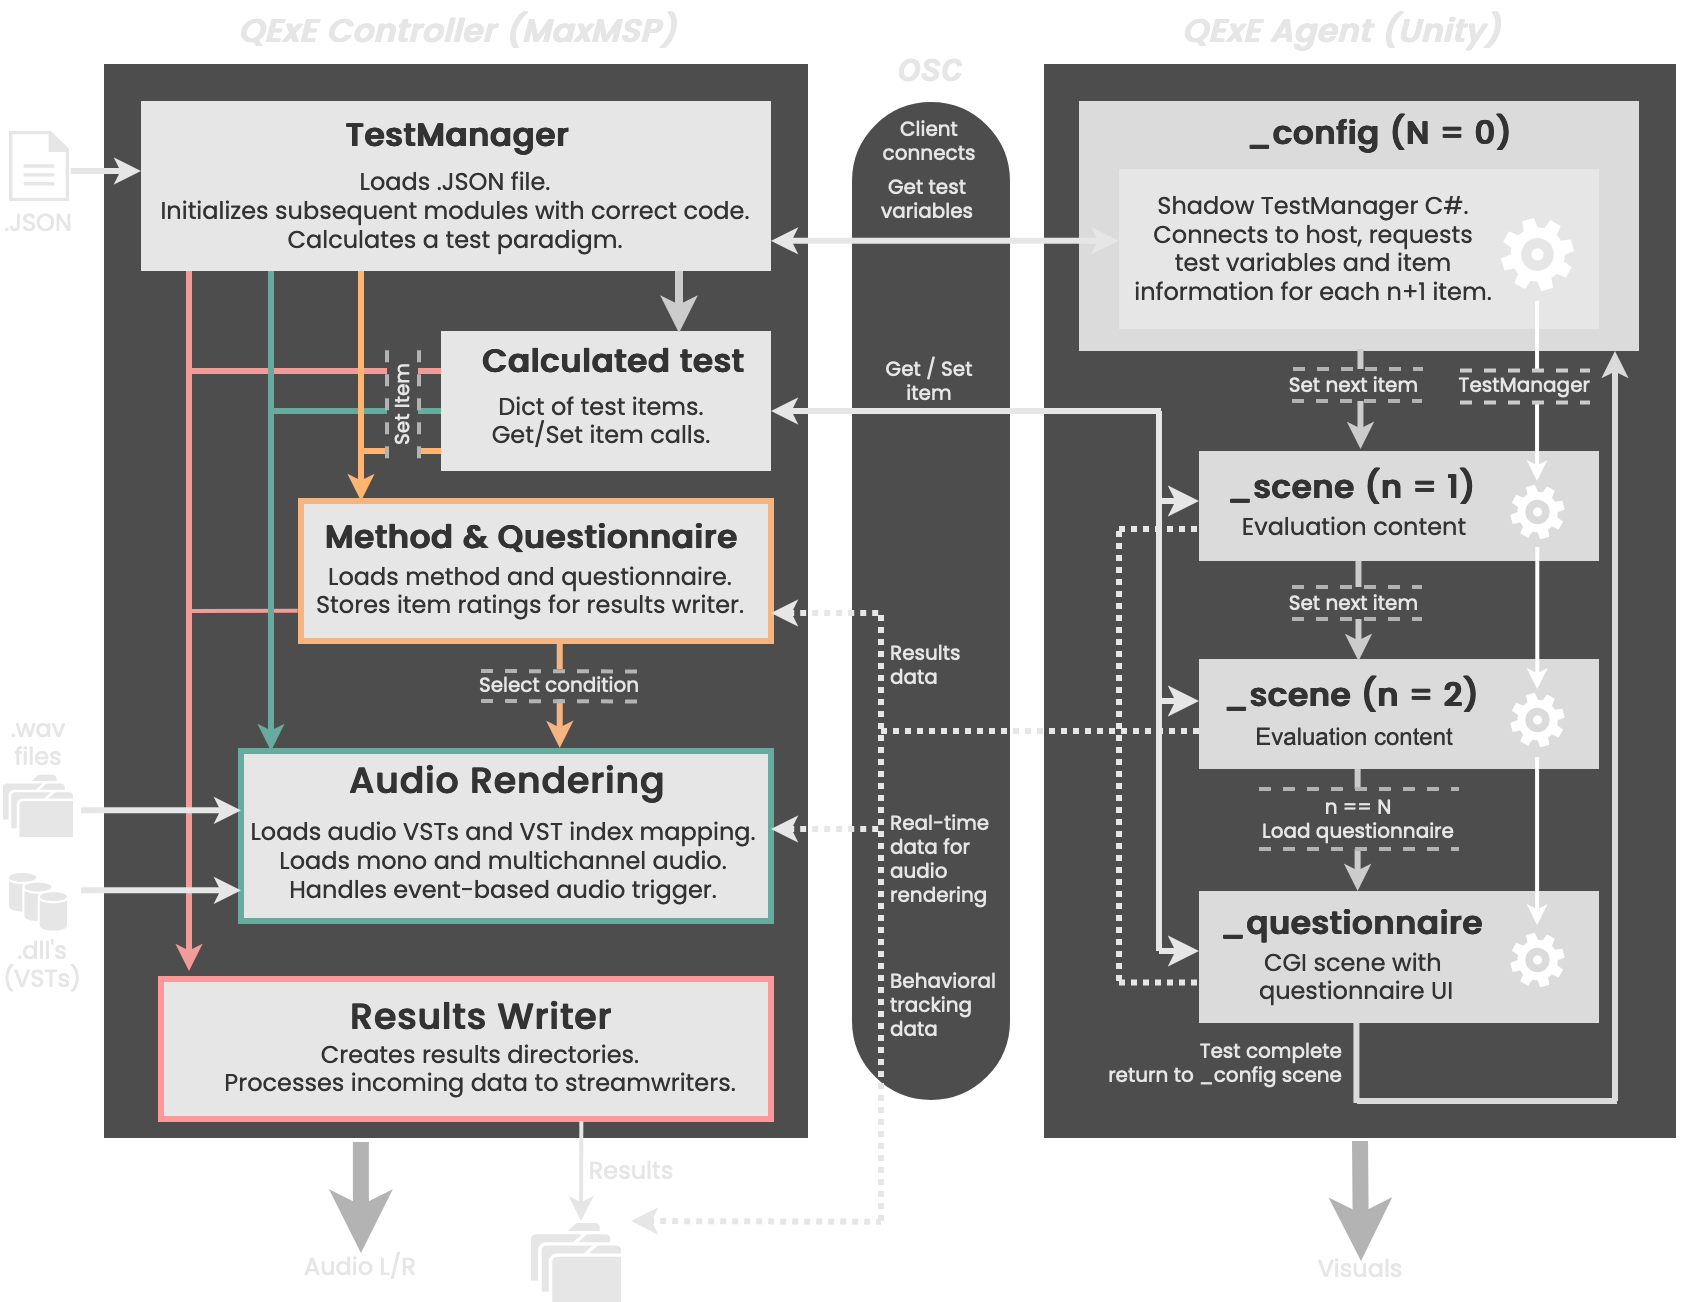 QExE Controller (MaxMSP)
TestManager
Loads .JSON file.
Initializes subsequent modules with correct code.
Calculates a test paradigm.
.JSON
Calculated test
Dict of test items.
Get/Set item calls.
Set Item
Method & Questionnaire
Loads method and questionnaire.
Stores item ratings for results writer.
Select condition
.wav
files
Audio Rendering
Loads audio VSTs and VST index mapping.
Loads mono and multichannel audio.
Handles event-based audio trigger.
.dll's
(VSTs)
Results Writer
Creates results directories.
Processes incoming data to streamwriters.
Results
Audio L/R
OSC
Client
connects
Get test
variables
Get / Set
item
Results
data
Real-time
data for
audio
rendering
Behavioral
tracking
data
QExE Agent (Unity)
_config (N = 0)
Shadow TestManager C#.
Connects to host, requests
test variables and item
information for each n+1 item.
Set next item
TestManager
_scene (n = 1)
Evaluation content
Set next item
_scene (n = 2)
Evaluation content
n == N
Load questionnaire
_questionnaire
CGI scene with
questionnaire UI
Test complete
return to _config scene
Visuals